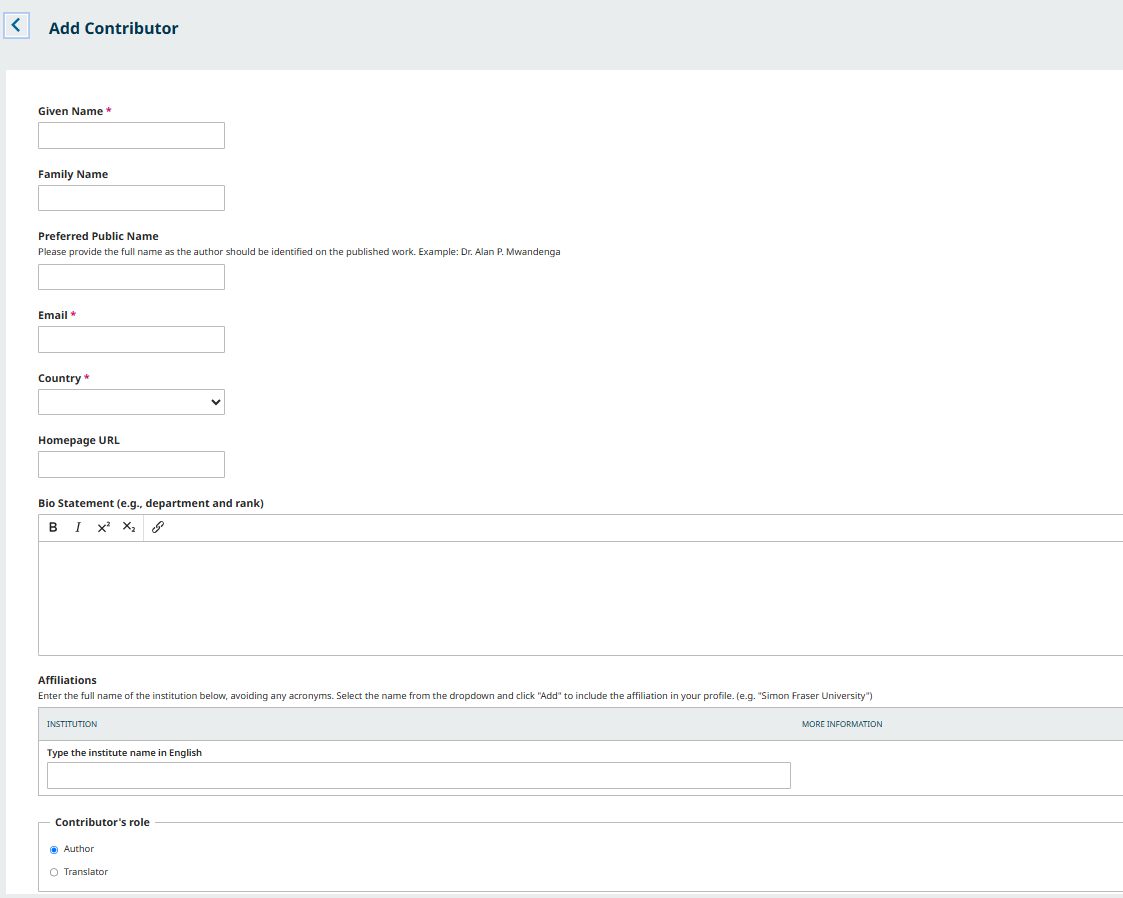 Add Contributor
Given Name *
Family Name
Preferred Public Name
Please provide the full name as the author should be identified on the published work. Example: Dr. Alan P. Mwandenga
Email *
Country *
Homepage URL
Bio Statement (e.g., department and rank)
B I X² X₂
Affiliations
Enter the full name of the institution below, avoiding any acronyms. Select the name from the dropdown and click "Add" to include the affiliation in your profile. (e.g. "Simon Fraser University")
INSTITUTION MORE INFORMATION
Type the institute name in English
Contributor's role
Author
Translator